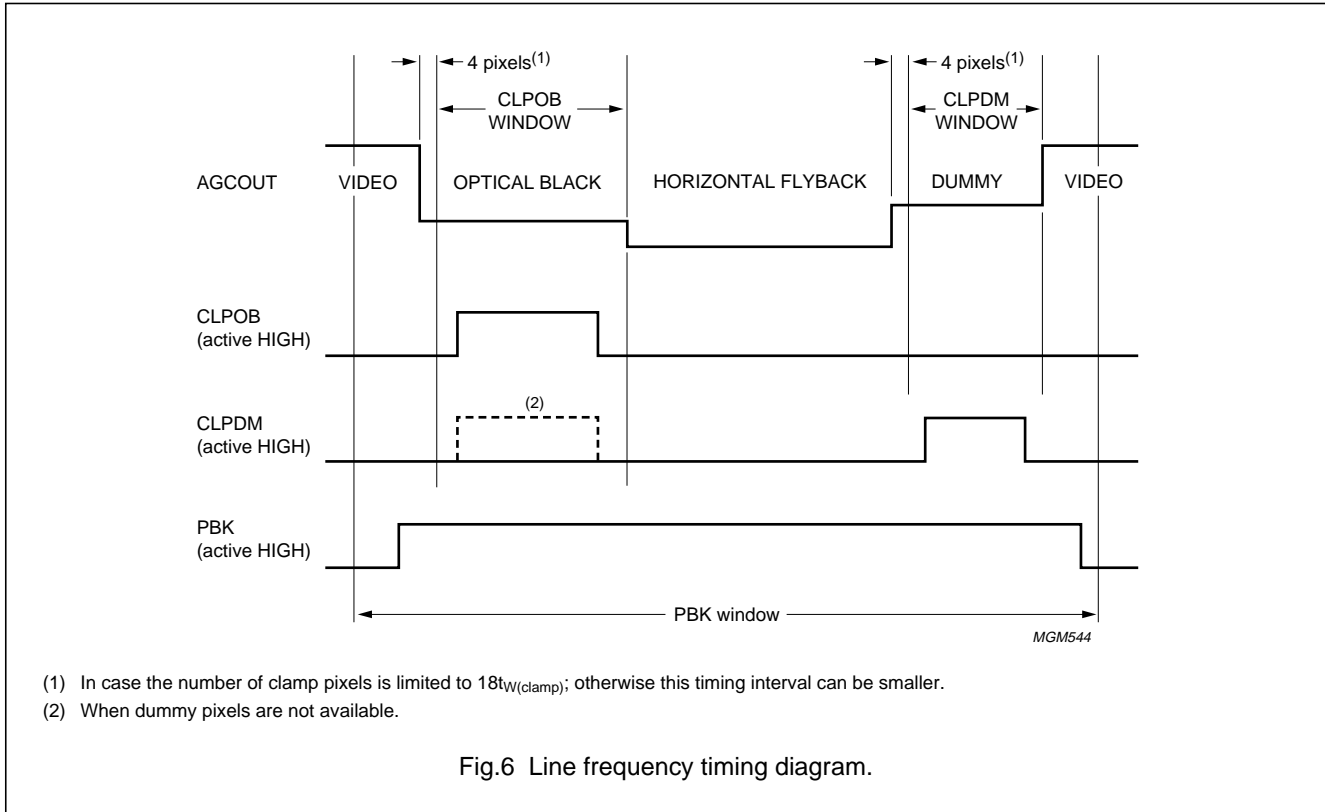 4 pixels(1)
4 pixels(1)
CLPOB
WINDOW
CLPDM
WINDOW
AGCOUT
VIDEO
OPTICAL BLACK
HORIZONTAL FLYBACK
DUMMY
VIDEO
CLPOB
(active HIGH)
(2)
CLPDM
(active HIGH)
PBK
(active HIGH)
PBK window
MGM544
(1) In case the number of clamp pixels is limited to 18tW(clamp); otherwise this timing interval can be smaller.
(2) When dummy pixels are not available.
Fig.6 Line frequency timing diagram.